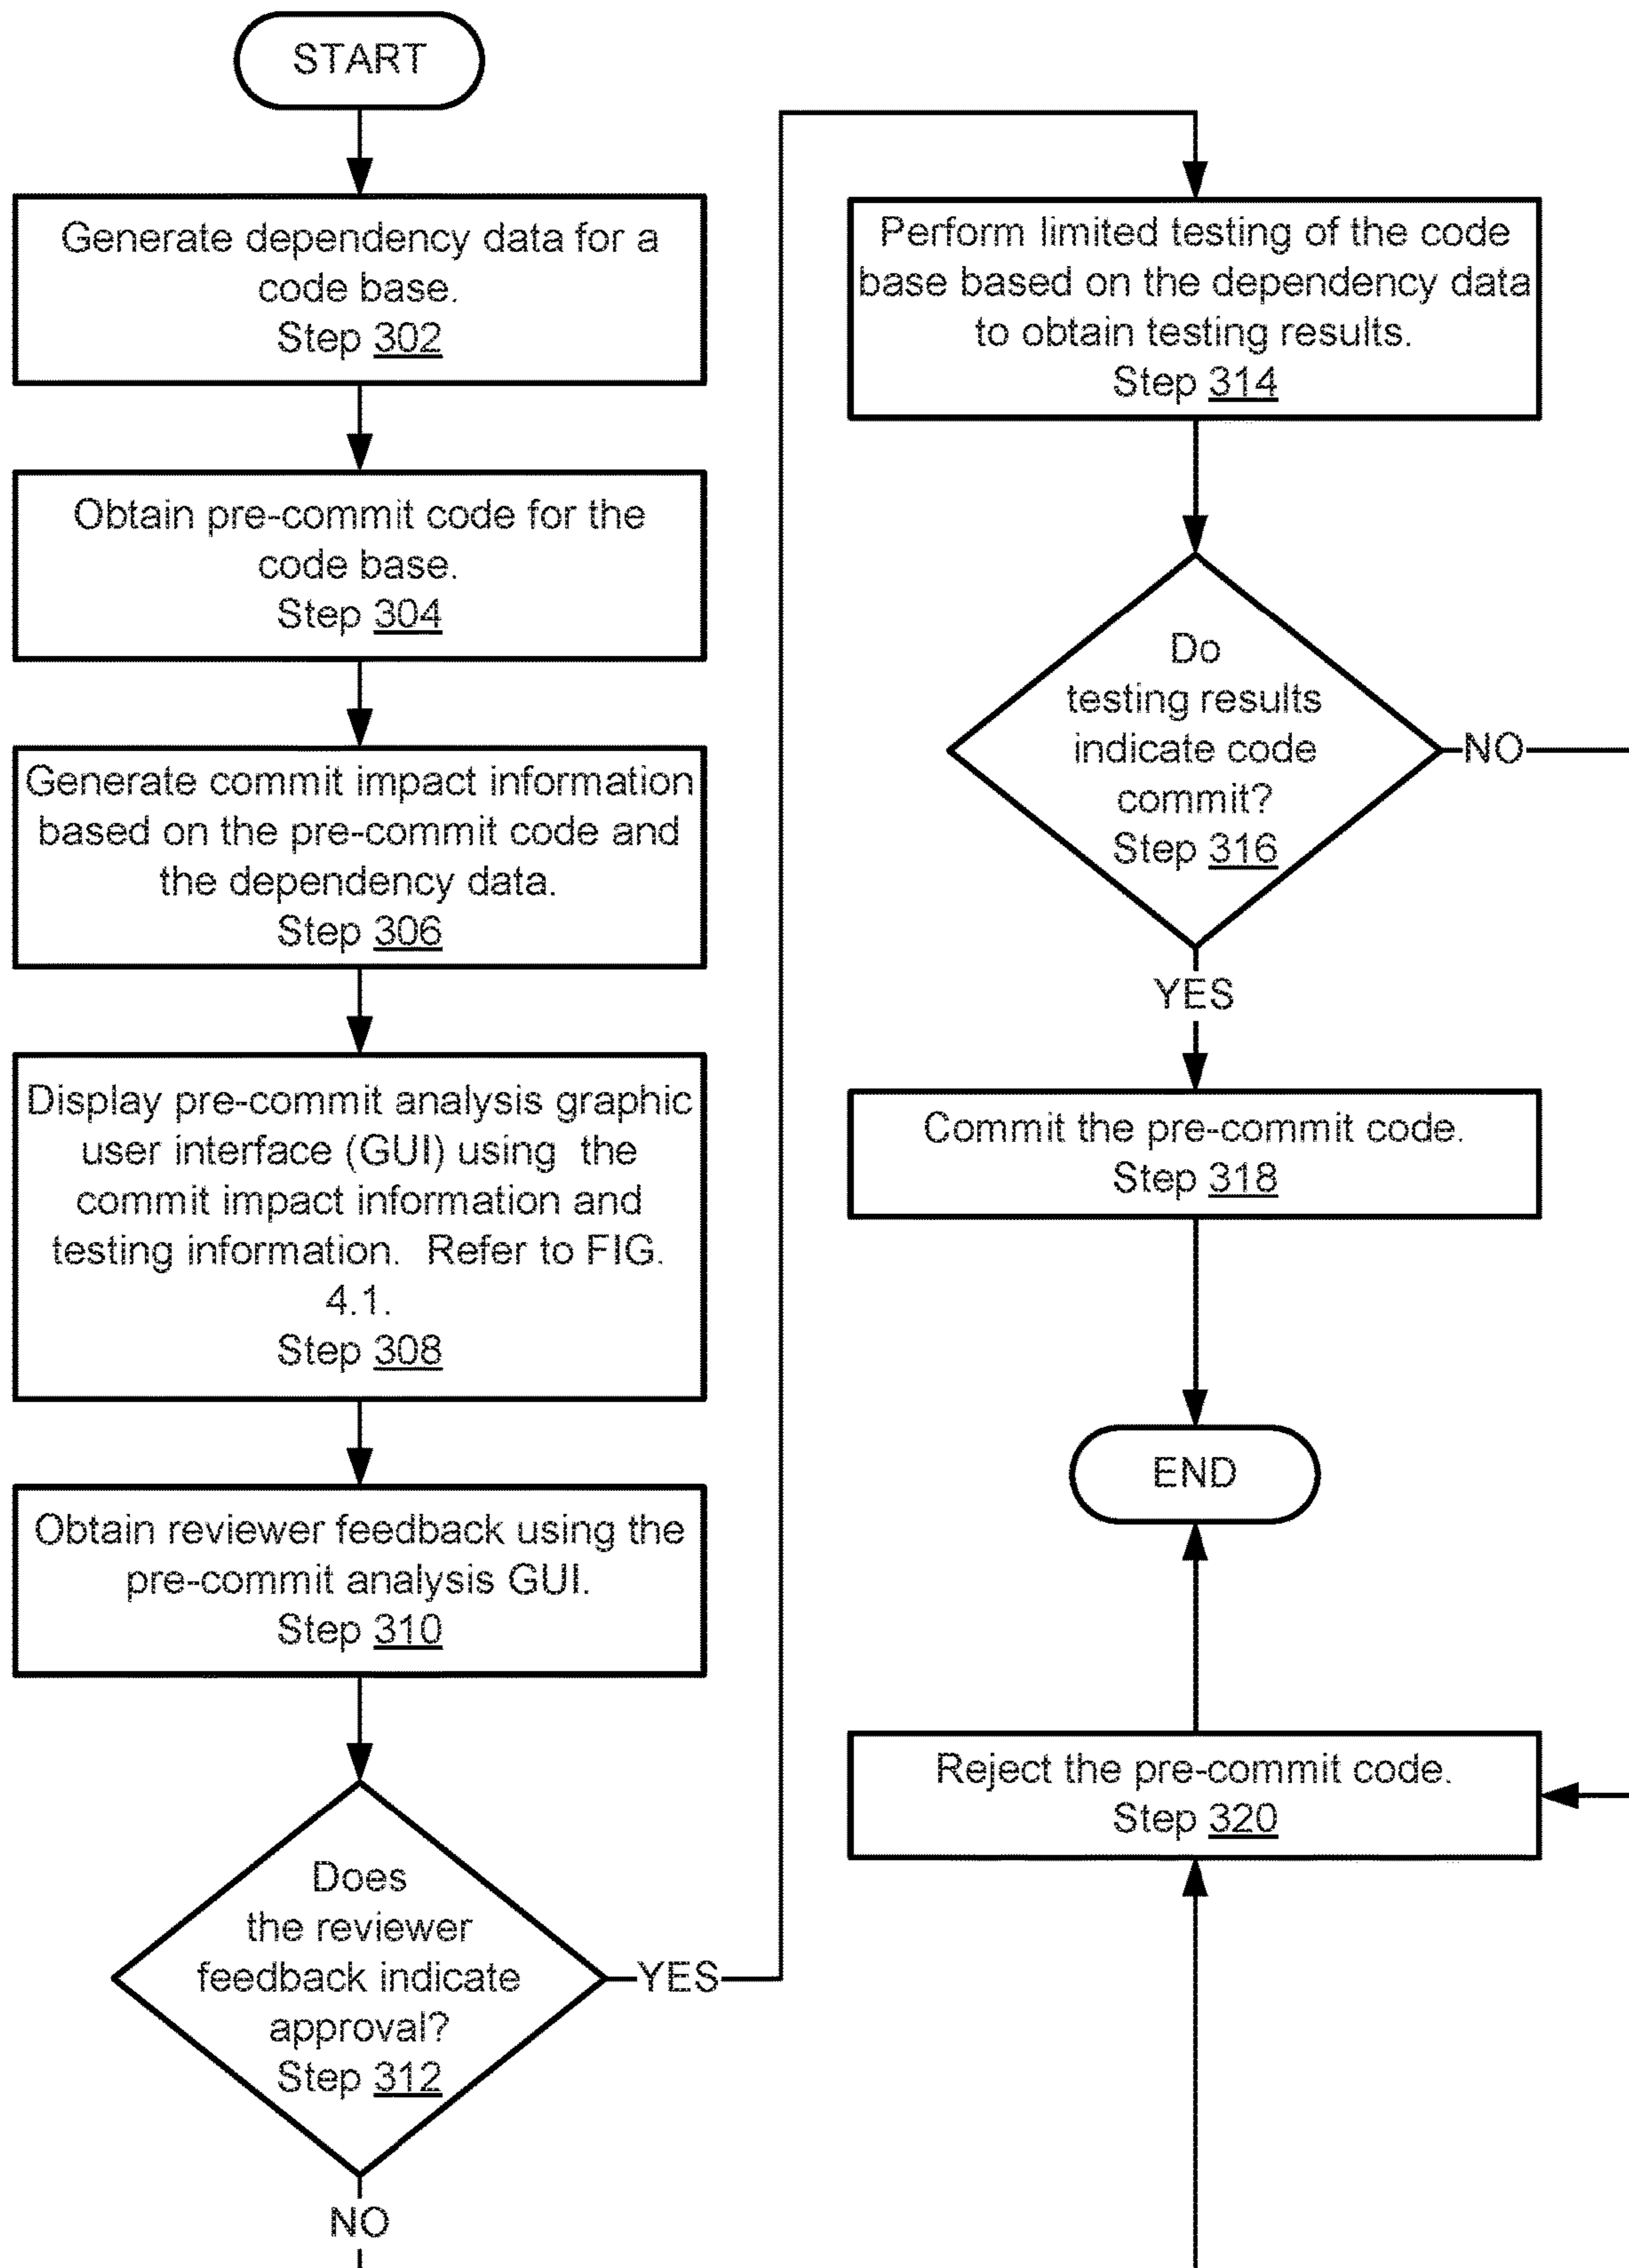 START
Generate dependency data for a
code base.
Step 302
Obtain pre-commit code for the
code base.
Step 304
Generate commit impact information
based on the pre-commit code and
the dependency data.
Step 306
Display pre-commit analysis graphic
user interface (GUI) using the
commit impact information and
testing information. Refer to FIG.
4.1.
Step 308
Obtain reviewer feedback using the
pre-commit analysis GUI.
Step 310
Does
the reviewer
feedback indicate
approval?
Step 312
YES
NO
Perform limited testing of the code
base based on the dependency data
to obtain testing results.
Step 314
Do
testing results
indicate code
commit?
Step 316
NO
YES
Commit the pre-commit code.
Step 318
END
Reject the pre-commit code.
Step 320